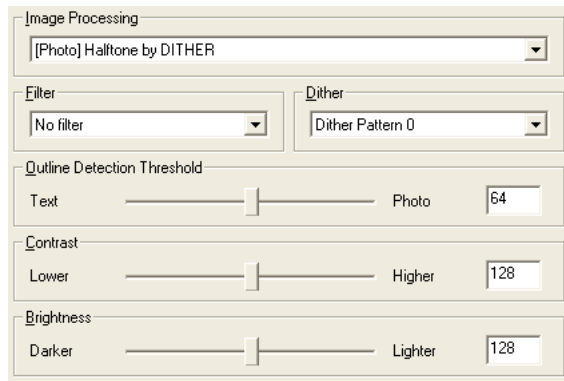 Image Processing
[Photo] Halftone by DITHER
Filter Dither
No filter Dither Pattern 0
Outline Detection Threshold
Text Photo 64
Contrast
Lower Higher 128
Brightness
Darker Lighter 128